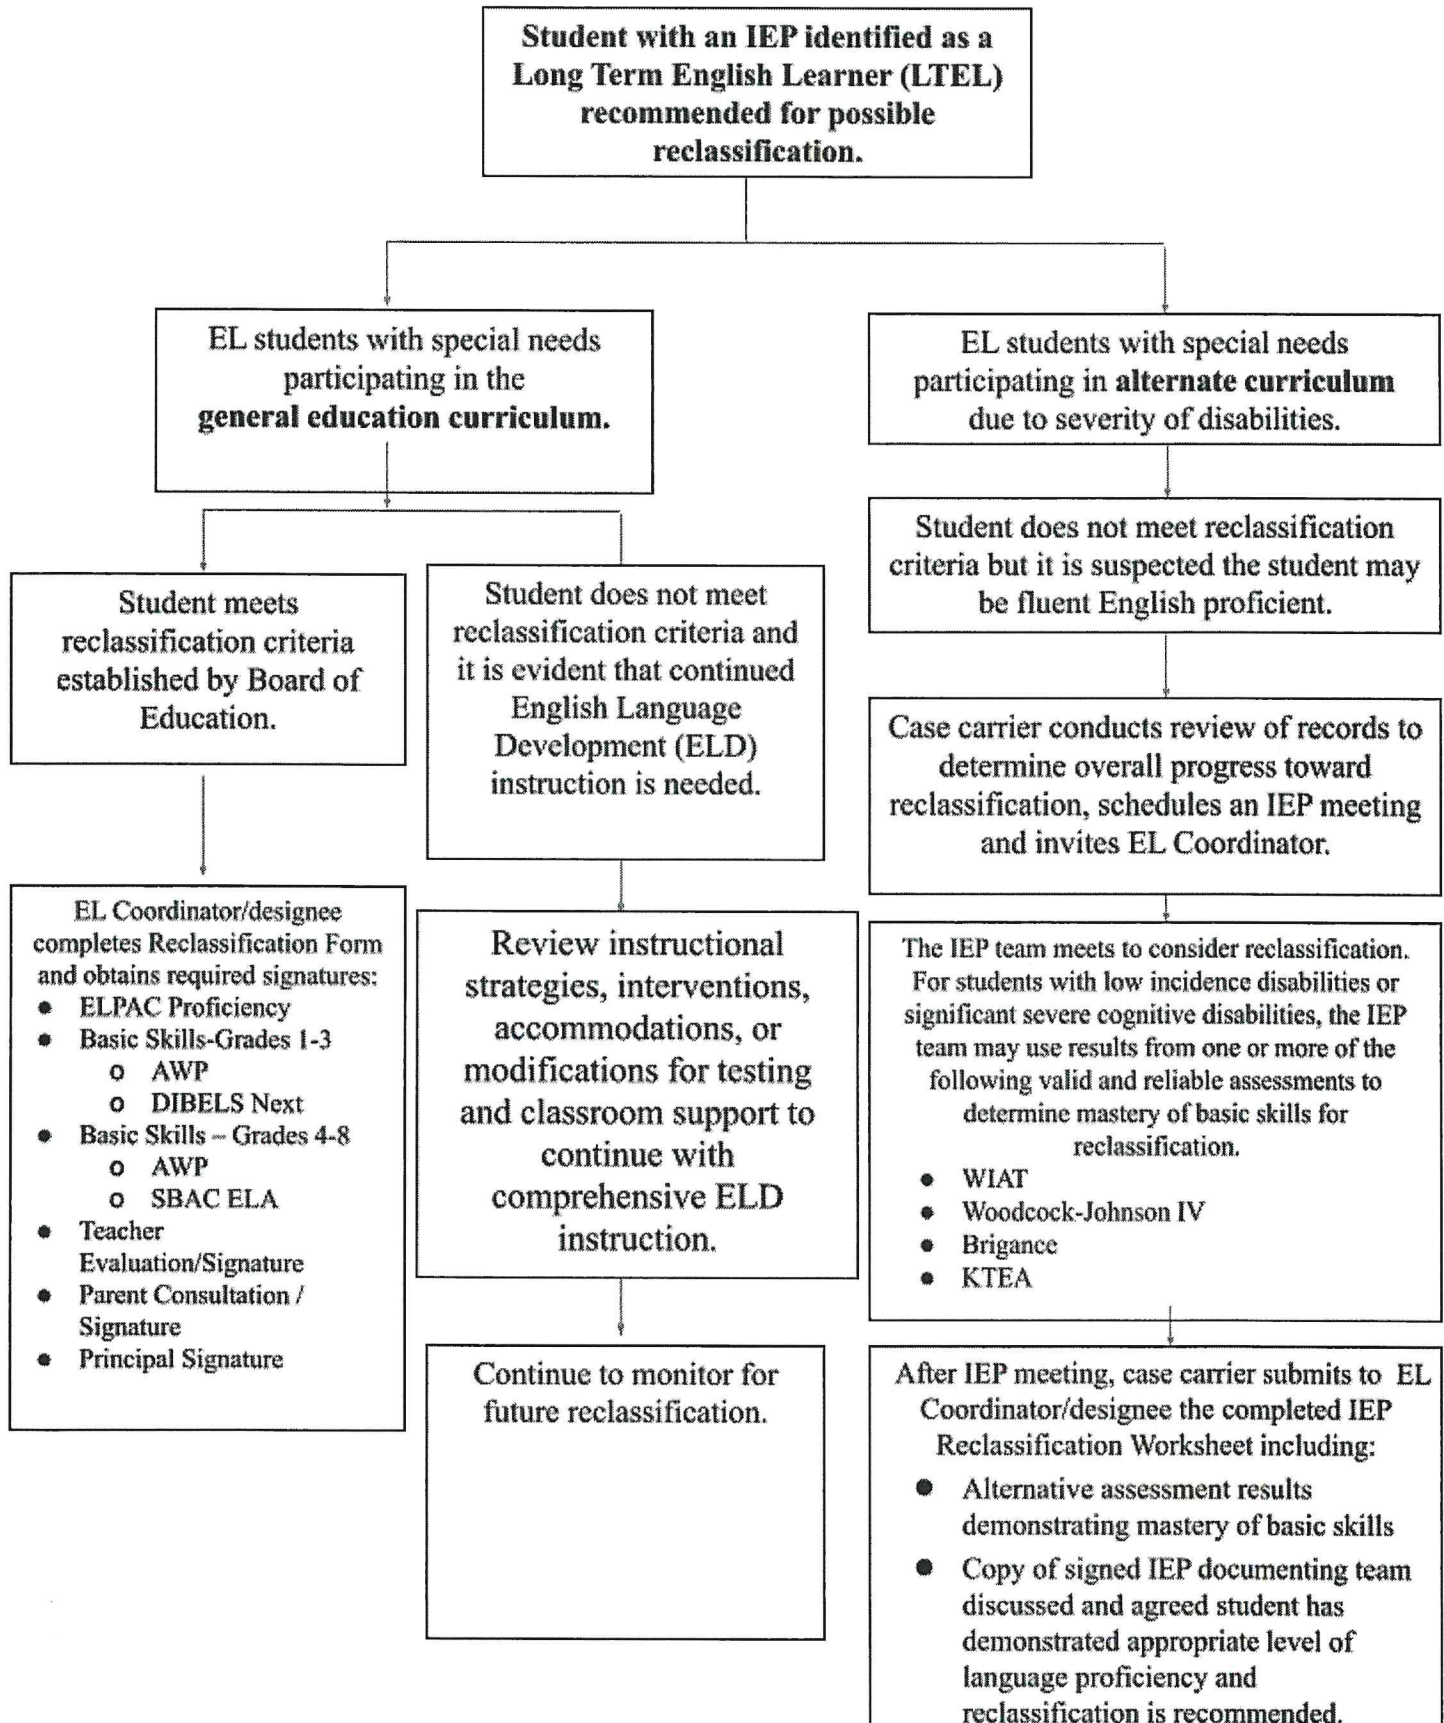 Student with an IEP identified as a
Long Term English Learner (LTEL)
recommended for possible
reclassification.
EL students with special needs
participating in the
general education curriculum.
EL students with special needs
participating in alternate curriculum
due to severity of disabilities.
Student meets
reclassification criteria
established by Board of
Education.
Student does not meet
reclassification criteria and
it is evident that continued
English Language
Development (ELD)
instruction is needed.
Student does not meet reclassification
criteria but it is suspected the student may
be fluent English proficient.
Case carrier conducts review of records to
determine overall progress toward
reclassification, schedules an IEP meeting
and invites EL Coordinator.
EL Coordinator/designee
completes Reclassification Form
and obtains required signatures:
● ELPAC Proficiency
● Basic Skills-Grades 1-3
o AWP
o DIBELS Next
● Basic Skills – Grades 4-8
o AWP
o SBAC ELA
● Teacher
Evaluation/Signature
● Parent Consultation /
Signature
● Principal Signature
Review instructional
strategies, interventions,
accommodations, or
modifications for testing
and classroom support to
continue with
comprehensive ELD
instruction.
Continue to monitor for
future reclassification.
The IEP team meets to consider reclassification.
For students with low incidence disabilities or
significant severe cognitive disabilities, the IEP
team may use results from one or more of the
following valid and reliable assessments to
determine mastery of basic skills for
reclassification.
● WIAT
● Woodcock-Johnson IV
● Brigance
● KTEA
After IEP meeting, case carrier submits to EL
Coordinator/designee the completed IEP
Reclassification Worksheet including:
● Alternative assessment results
demonstrating mastery of basic skills
● Copy of signed IEP documenting team
discussed and agreed student has
demonstrated appropriate level of
language proficiency and
reclassification is recommended.